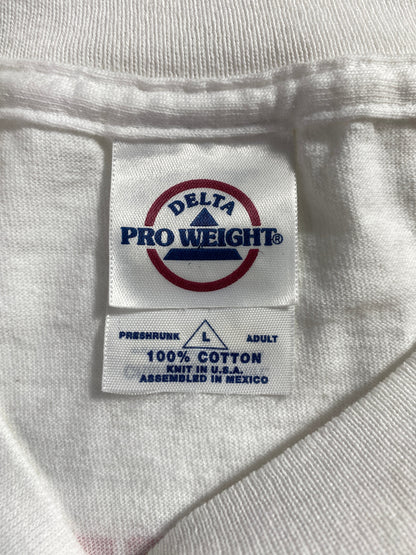 DELTA
PRO WEIGHT®
PRESHRUNK L ADULT
100% COTTON
KNIT IN U.S.A.
ASSEMBLED IN MEXICO